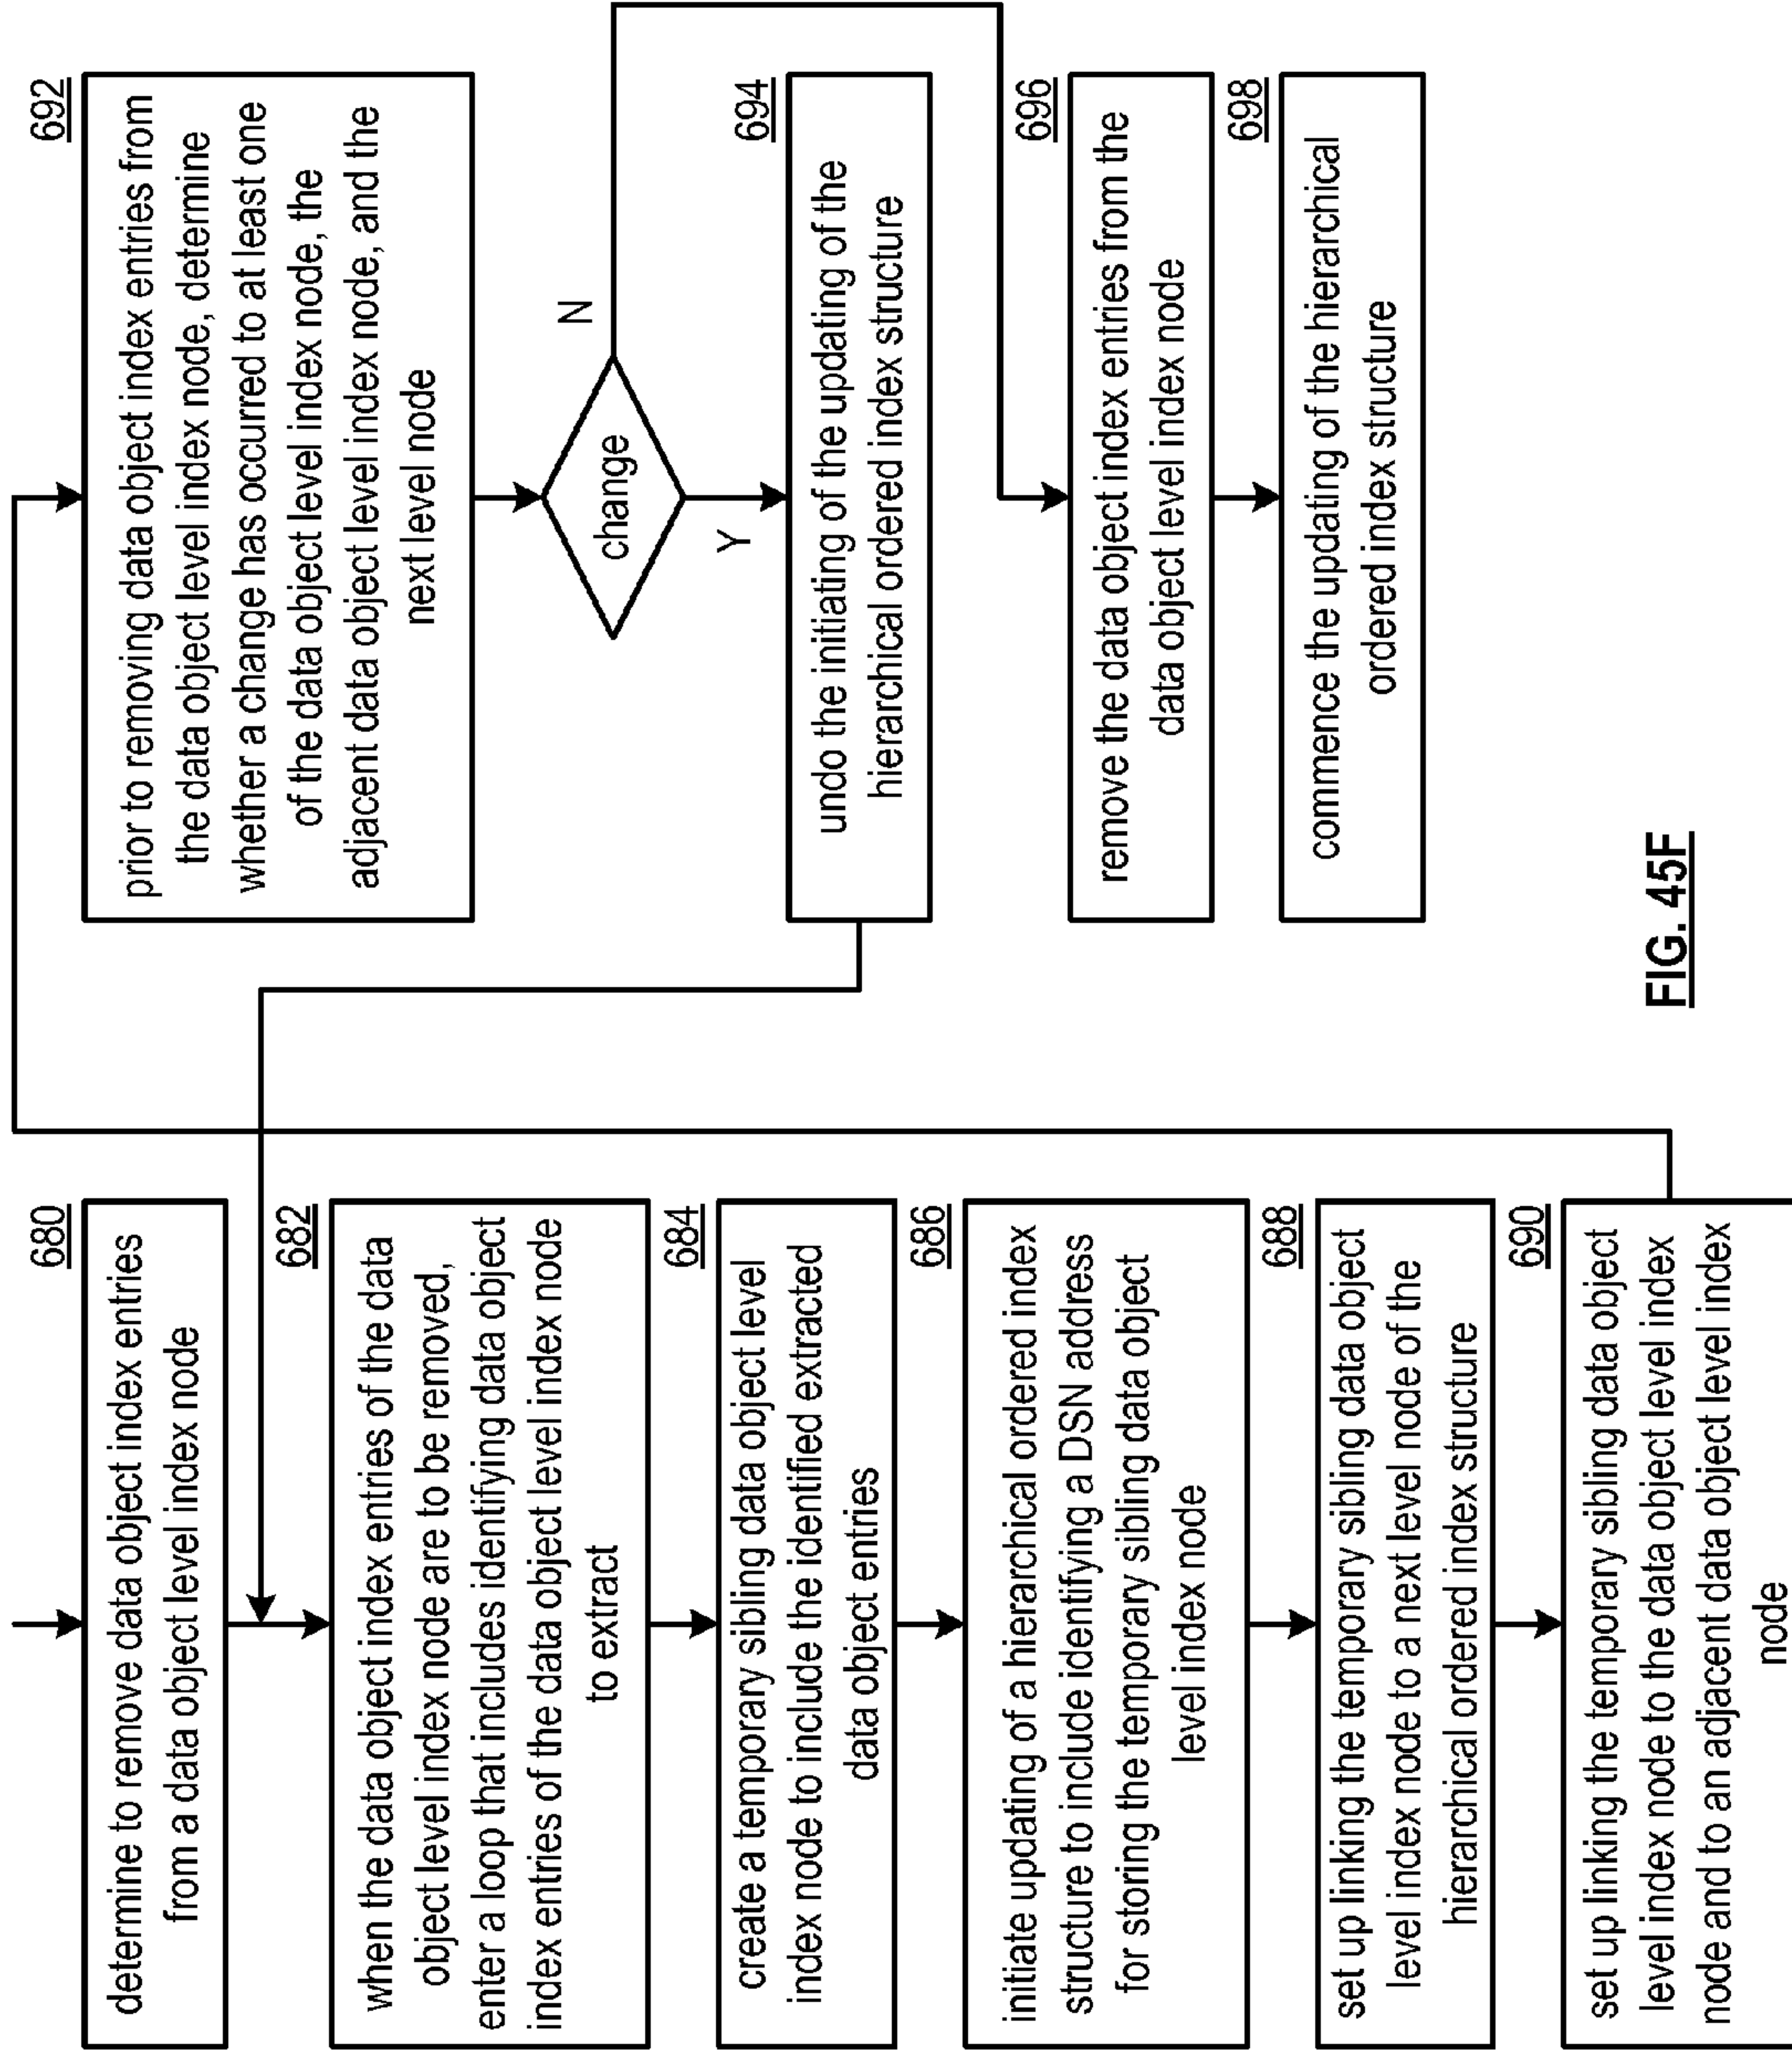 680
determine to remove data object index entries
from a data object level index node
682
when the data object index entries of the data
object level index node are to be removed,
enter a loop that includes identifying data object
index entries of the data object level index node
to extract
684
create a temporary sibling data object level
index node to include the identified extracted
data object entries
686
initiate updating of a hierarchical ordered index
structure to include identifying a DSN address
for storing the temporary sibling data object
level index node
688
set up linking the temporary sibling data object
level index node to a next level node of the
hierarchical ordered index structure
690
set up linking the temporary sibling data object
level index node to the data object level index
node and to an adjacent data object level index
node
692
prior to removing data object index entries from
the data object level index node, determine
whether a change has occurred to at least one
of the data object level index node, the
adjacent data object level index node, and the
next level node
change
N
Y
694
undo the initiating of the updating of the
hierarchical ordered index structure
696
remove the data object index entries from the
data object level index node
698
commence the updating of the hierarchical
ordered index structure
FIG. 45F